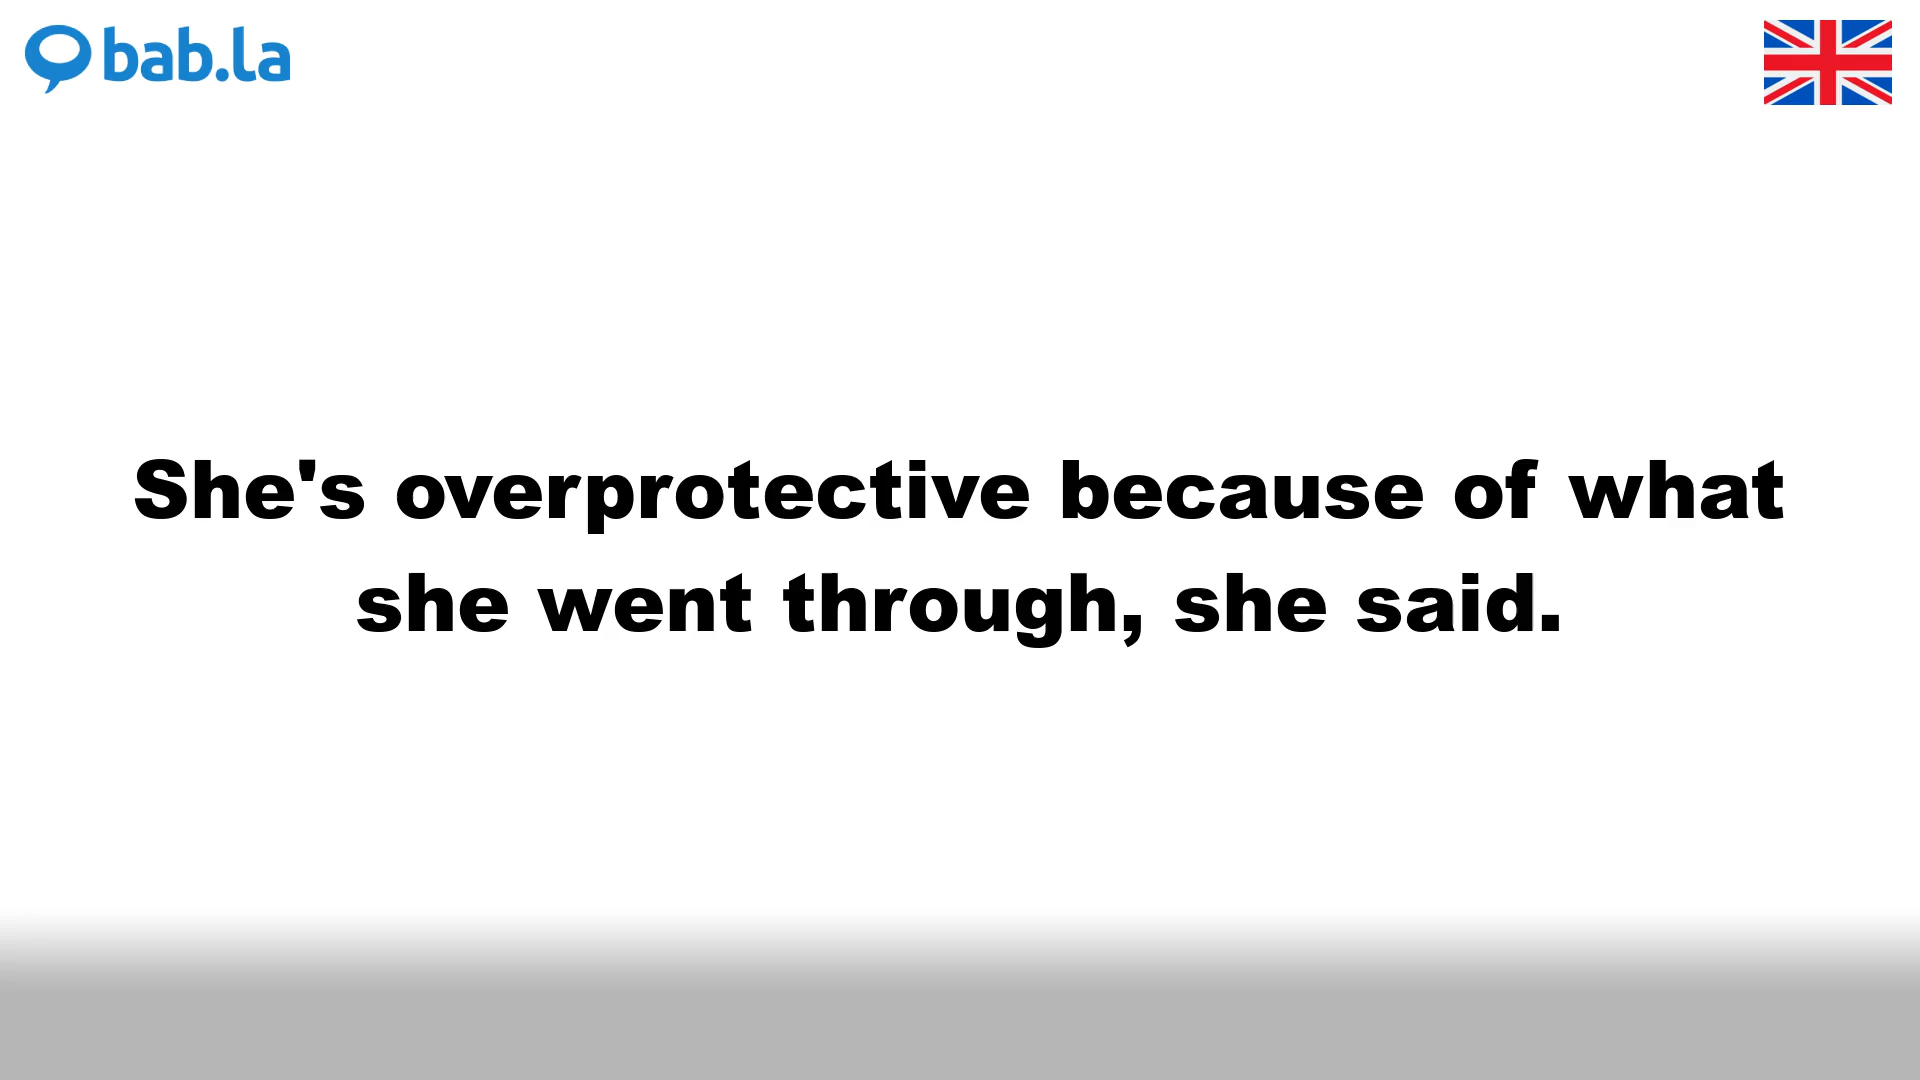 bab.la
She's overprotective because of what
she went through, she said.